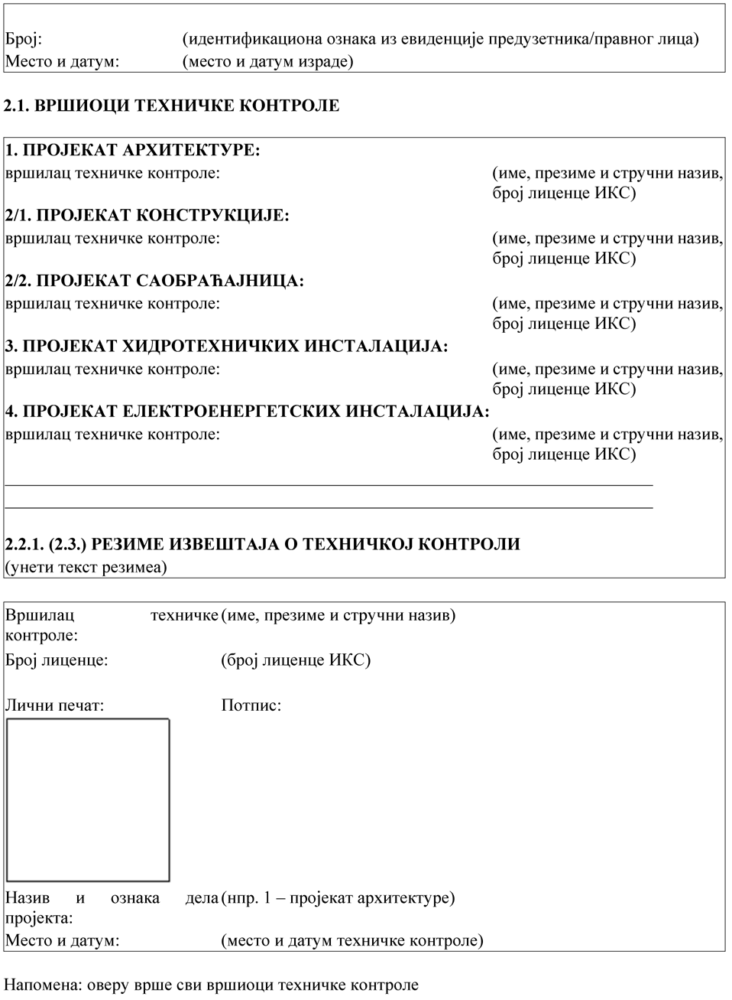 Број: (идентификациона ознака из евиденције предузетника/правног лица)
Место и датум: (место и датум израде)
2.1. ВРШИОЦИ ТЕХНИЧКЕ КОНТРОЛЕ
1. ПРОЈЕКАТ АРХИТЕКТУРЕ:
вршилац техничке контроле: (име, презиме и стручни назив,
број лиценце ИКС)
2/1. ПРОЈЕКАТ КОНСТРУКЦИЈЕ:
вршилац техничке контроле: (име, презиме и стручни назив,
број лиценце ИКС)
2/2. ПРОЈЕКАТ САОБРАЋАЈНИЦА:
вршилац техничке контроле: (име, презиме и стручни назив,
број лиценце ИКС)
3. ПРОЈЕКАТ ХИДРОТЕХНИЧКИХ ИНСТАЛАЦИЈА:
вршилац техничке контроле: (име, презиме и стручни назив,
број лиценце ИКС)
4. ПРОЈЕКАТ ЕЛЕКТРОЕНЕРГЕТСКИХ ИНСТАЛАЦИЈА:
вршилац техничке контроле: (име, презиме и стручни назив,
број лиценце ИКС)
2.2.1. (2.3.) РЕЗИМЕ ИЗВЕШТАЈА О ТЕХНИЧКОЈ КОНТРОЛИ
(унети текст резимеа)
Вршилац техничке (име, презиме и стручни назив)
контроле:
Број лиценце: (број лиценце ИКС)
Лични печат: Потпис:
Назив и ознака дела (нпр. 1 – пројекат архитектуре)
пројекта:
Место и датум: (место и датум техничке контроле)
Напомена: оверу врше сви вршиоци техничке контроле